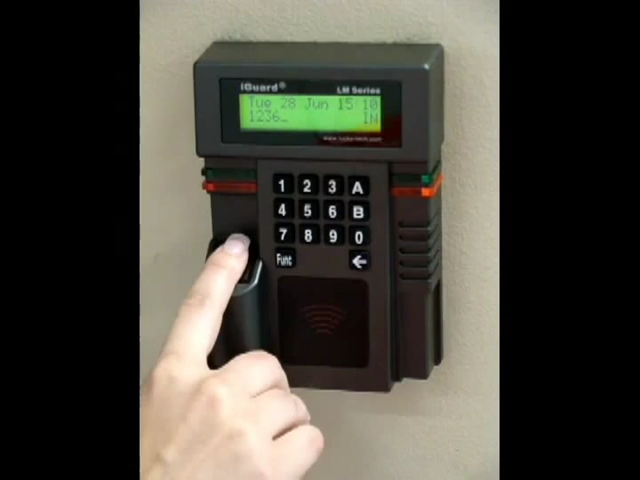 iGuard® LM Series
Tue 28 Jun 15 10
1236_ IN
1 2 3 A
4 5 6 B
7 8 9 0
Func ←